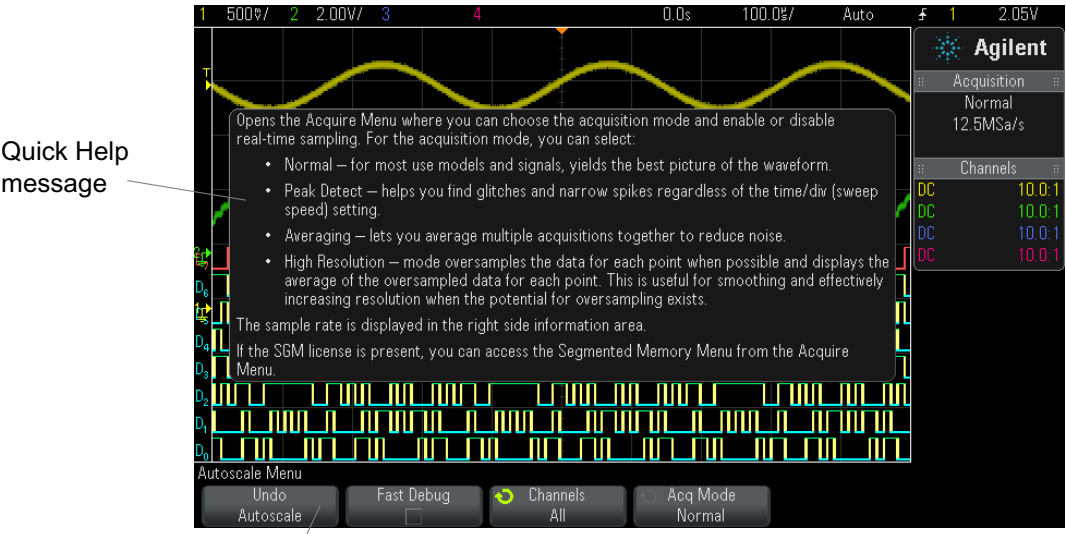 1 500mV/ 2 2.00V/ 3 4 0.0s 100.0µs/ Auto 1 2.05V
Agilent
Acquisition
Normal
12.5MSa/s
Channels
DC 10.0:1
DC 10.0:1
DC 10.0:1
DC 10.0:1
Quick Help
message
T
Opens the Acquire Menu where you can choose the acquisition mode and enable or disable
real-time sampling. For the acquisition mode, you can select:
• Normal – for most use models and signals, yields the best picture of the waveform.
• Peak Detect – helps you find glitches and narrow spikes regardless of the time/div (sweep
speed) setting.
• Averaging – lets you average multiple acquisitions together to reduce noise.
• High Resolution – mode oversamples the data for each point when possible and displays the
average of the oversampled data for each point. This is useful for smoothing and effectively
increasing resolution when the potential for oversampling exists.
The sample rate is displayed in the right side information area.
If the SGM license is present, you can access the Segmented Memory Menu from the Acquire
Menu.
D6
D4
D3
D2
D1
D0
Autoscale Menu
Undo
Autoscale
Fast Debug
Channels
All
Acq Mode
Normal